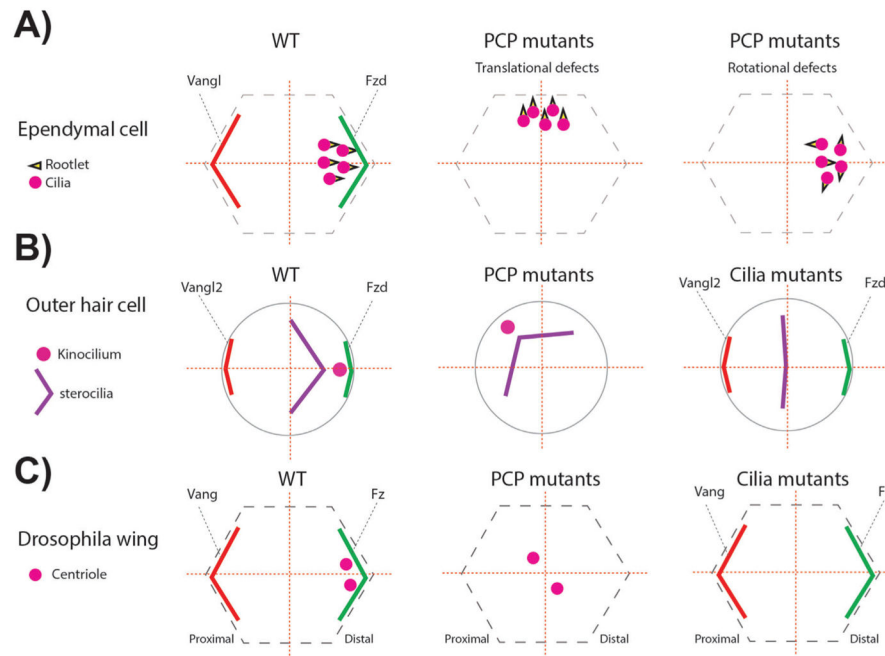 A)
WT
PCP mutants
Translational defects
PCP mutants
Rotational defects
Vangl
Fzd
Ependymal cell
Rootlet
Cilia
B)
WT
PCP mutants
Cilia mutants
Vangl2
Fzd
Vangl2
Fzd
Outer hair cell
Kinocilium
sterocilia
C)
WT
PCP mutants
Cilia mutants
Vang
Fz
Vang
F
Drosophila wing
Centriole
Proximal
Distal
Proximal
Distal
Proximal
Distal